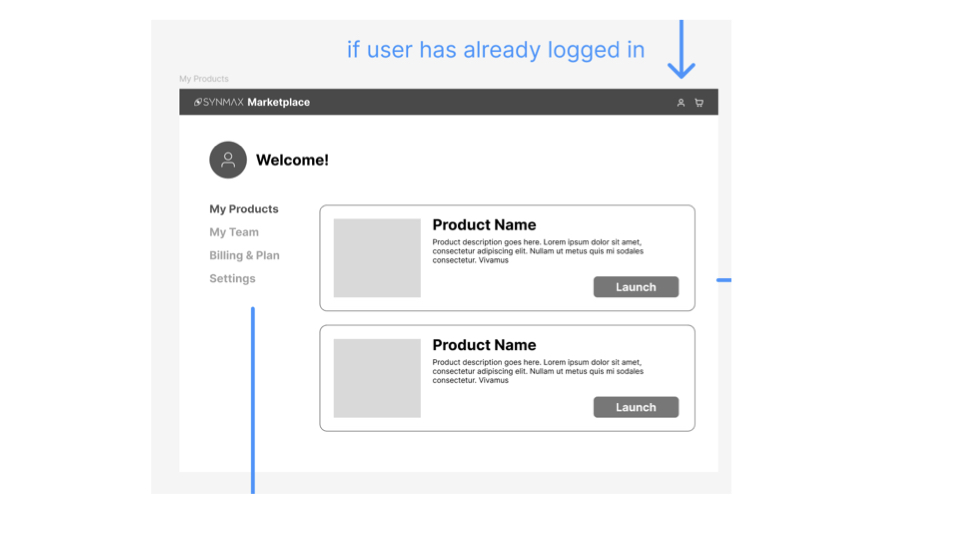 if user has already logged in
My Products
SYNMAX Marketplace
Welcome!
My Products
My Team
Billing & Plan
Settings
Product Name
Product description goes here. Lorem ipsum dolor sit amet,
consectetur adipiscing elit. Nullam ut metus quis mi sodales
consectetur. Vivamus
Launch
Product Name
Product description goes here. Lorem ipsum dolor sit amet,
consectetur adipiscing elit. Nullam ut metus quis mi sodales
consectetur. Vivamus
Launch